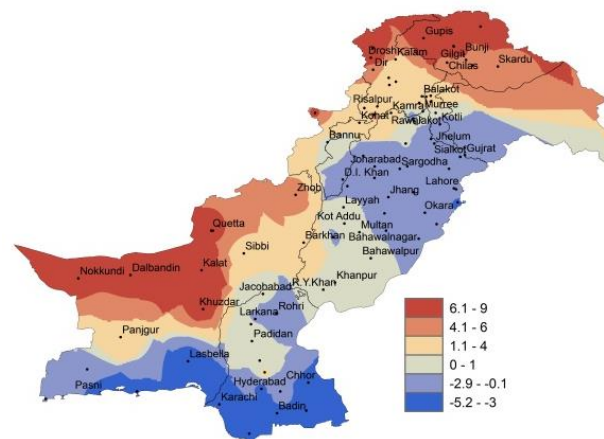 Gupis
Drosh
Kalam
Gilgit
Bunji
Chilas
Skardu
Dir
Balakot
Risalpur
Kamra
Murree
Kohat
Kotli
Bannu
Jhelum
Sialkot
Gujrat
Joharabad
Sargodha
D.I. Khan
Zhob
Jhang
Lahore
Layyah
Okara
Kot Addu
Quetta
Multan
Sibbi
Barkhan
Bahawalnagar
Bahawalpur
Kalat
Nokkundi
Dalbandin
Khanpur
R.Y.Khan
Jacobabad
Khuzdar
Larkana
Rohri
Padidan
Panjgur
Lasbella
Pasni
Hyderabad
Chhor
Karachi
Badin
6.1 - 9
4.1 - 6
1.1 - 4
0 - 1
-2.9 - -0.1
-5.2 - -3